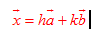 x⃗ = ha⃗ + kb⃗